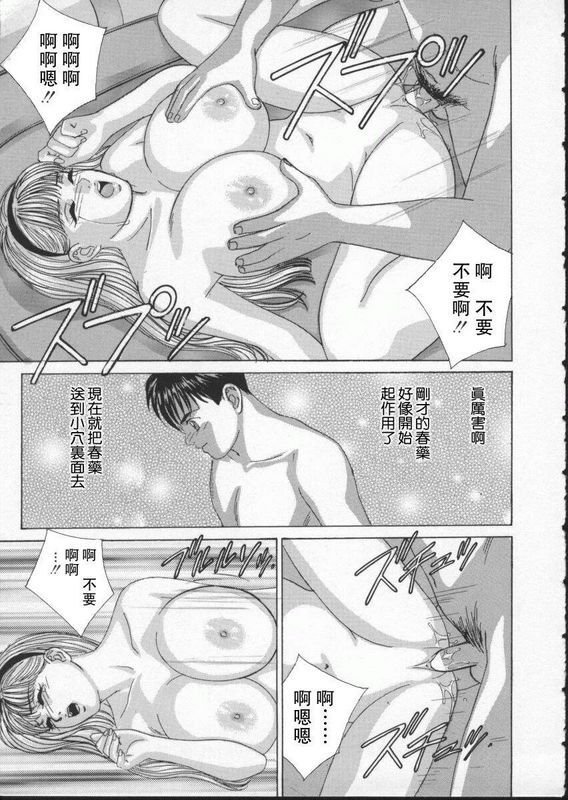 啊 不要
不要啊!!
ズプ
啊啊啊
啊啊嗯!!
ズプ
眞厲害啊
剛才的春藥
好像開始
起作用了
現在就把春藥
送到小穴裏面去
ズチュッ
啊……
啊嗯嗯
ズチュッ
ブルルッ
啊 不要
啊啊
…!!